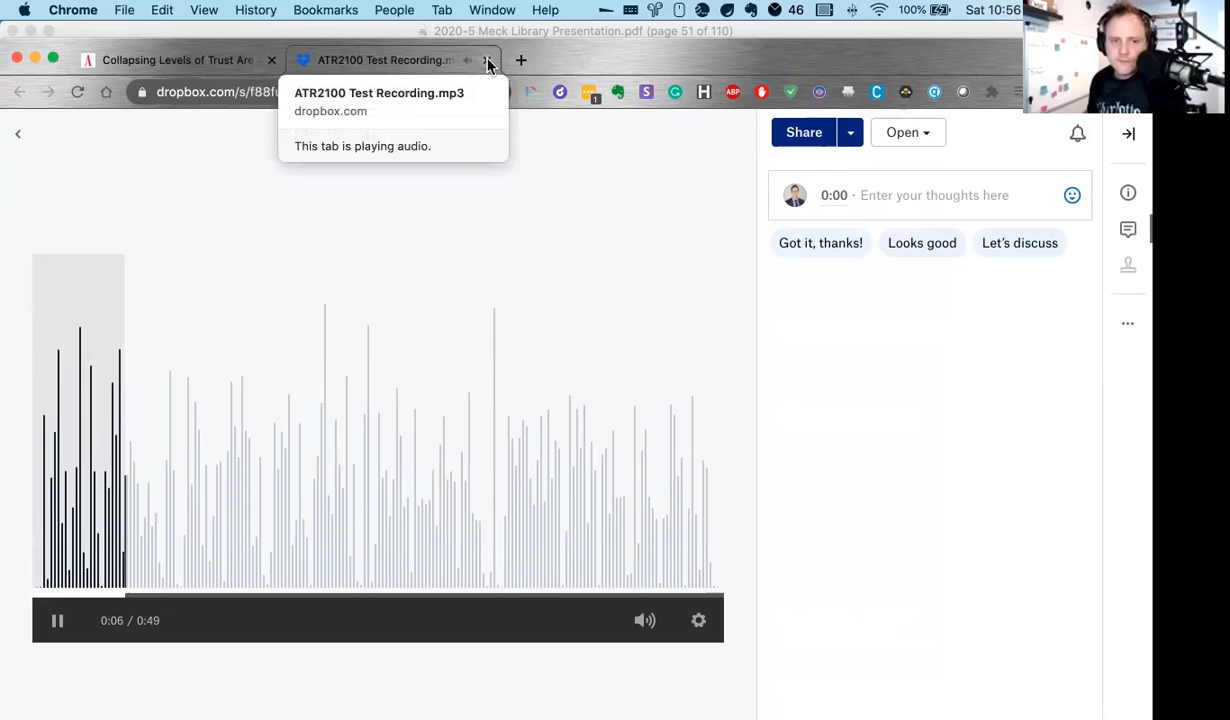 Chrome File Edit View History Bookmarks People Tab Window Help 46 100% Sat 10:56
2020-5 Meck Library Presentation.pdf (page 51 of 110)
Collapsing Levels of Trust Are
ATR2100 Test Recording.m
dropbox.com/s/f88f
1
ABP
ATR2100 Test Recording.mp3
dropbox.com
This tab is playing audio.
Share
Open
0:00 · Enter your thoughts here
Got it, thanks! Looks good Let's discuss
0:06 / 0:49